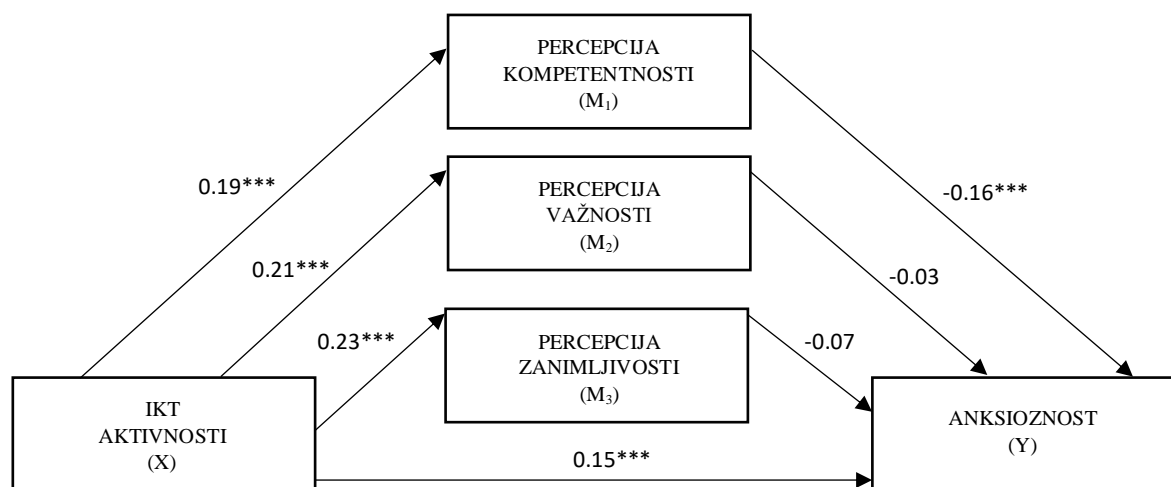 PERCEPCIJA
KOMPETENTNOSTI
(M₁)
0.19***
-0.16***
PERCEPCIJA
VAŽNOSTI
(M₂)
0.21***
-0.03
PERCEPCIJA
ZANIMLJIVOSTI
(M₃)
0.23***
-0.07
IKT
AKTIVNOSTI
(X)
ANKSIOZNOST
(Y)
0.15***